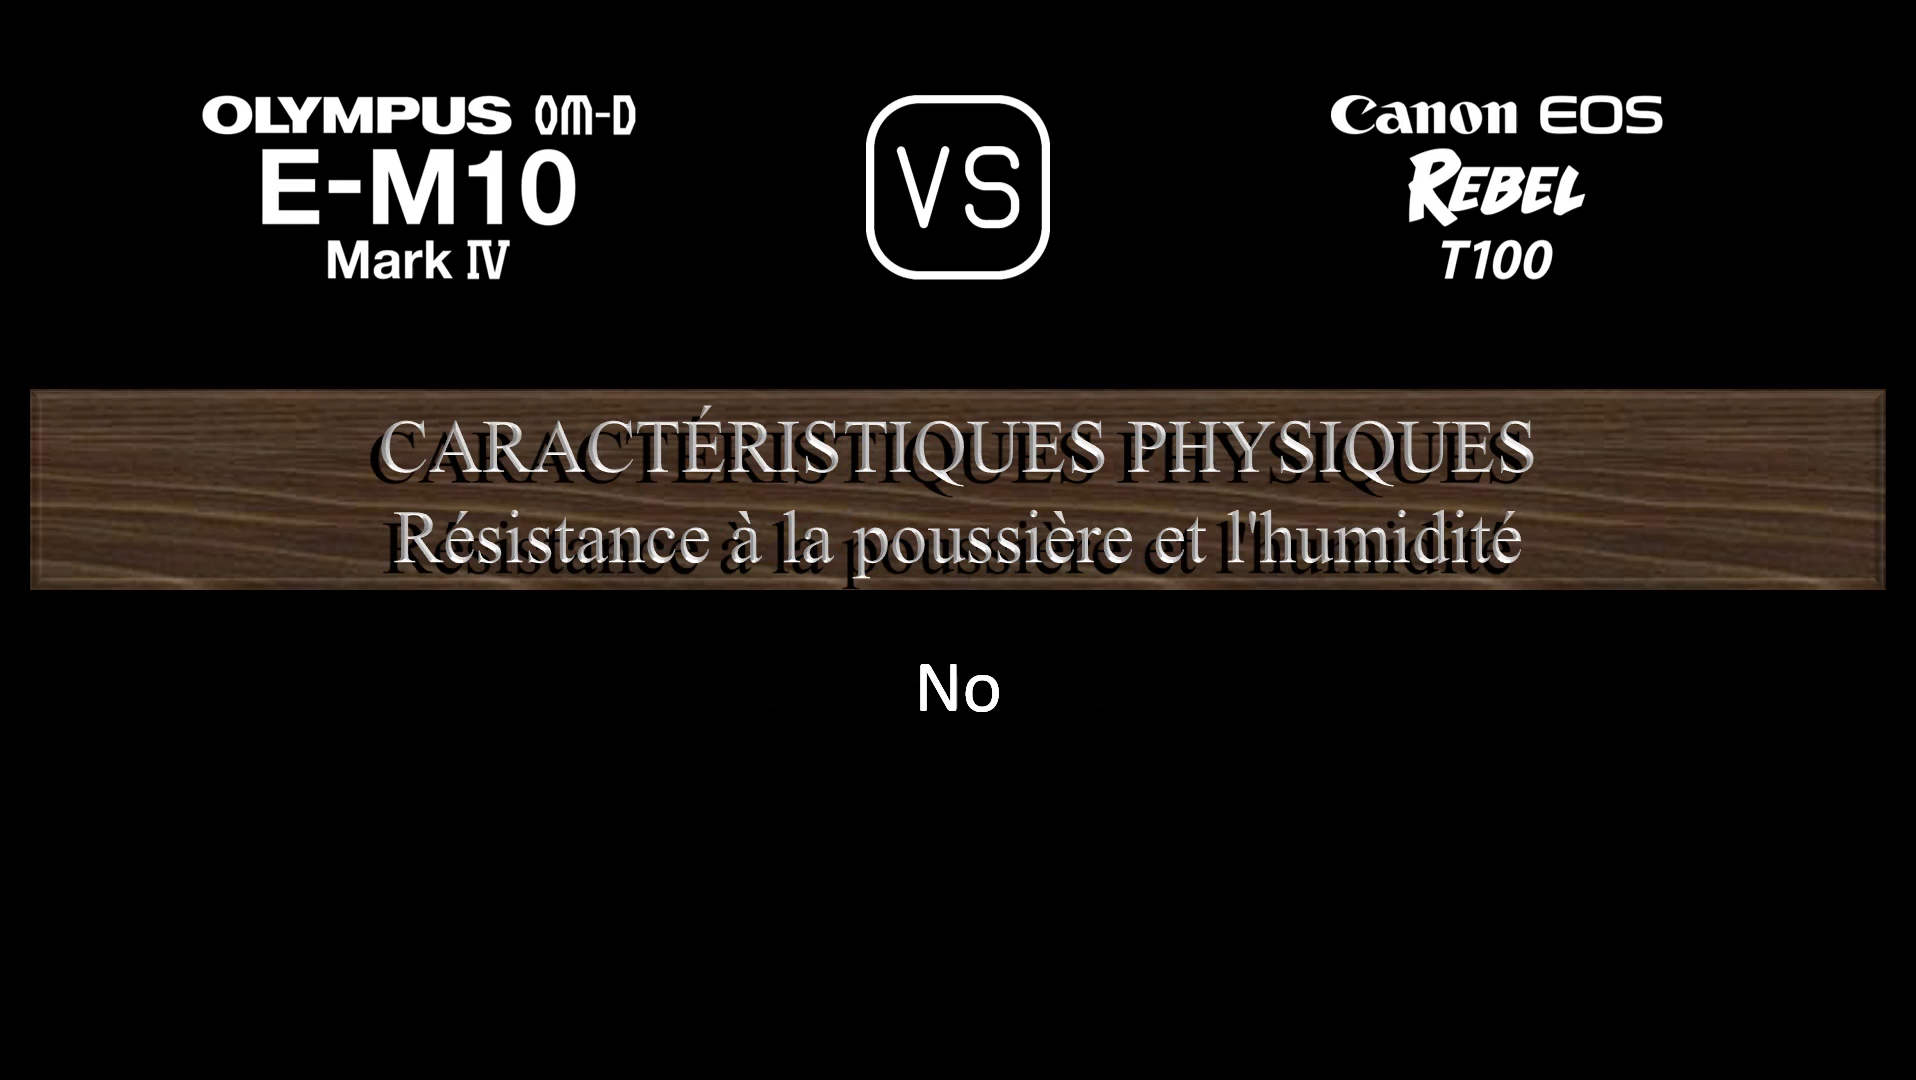 OLYMPUS OM-D
E-M10
Mark IV
VS
Canon EOS
REBEL
T100
CARACTÉRISTIQUES PHYSIQUES
Résistance à la poussière et l'humidité
No